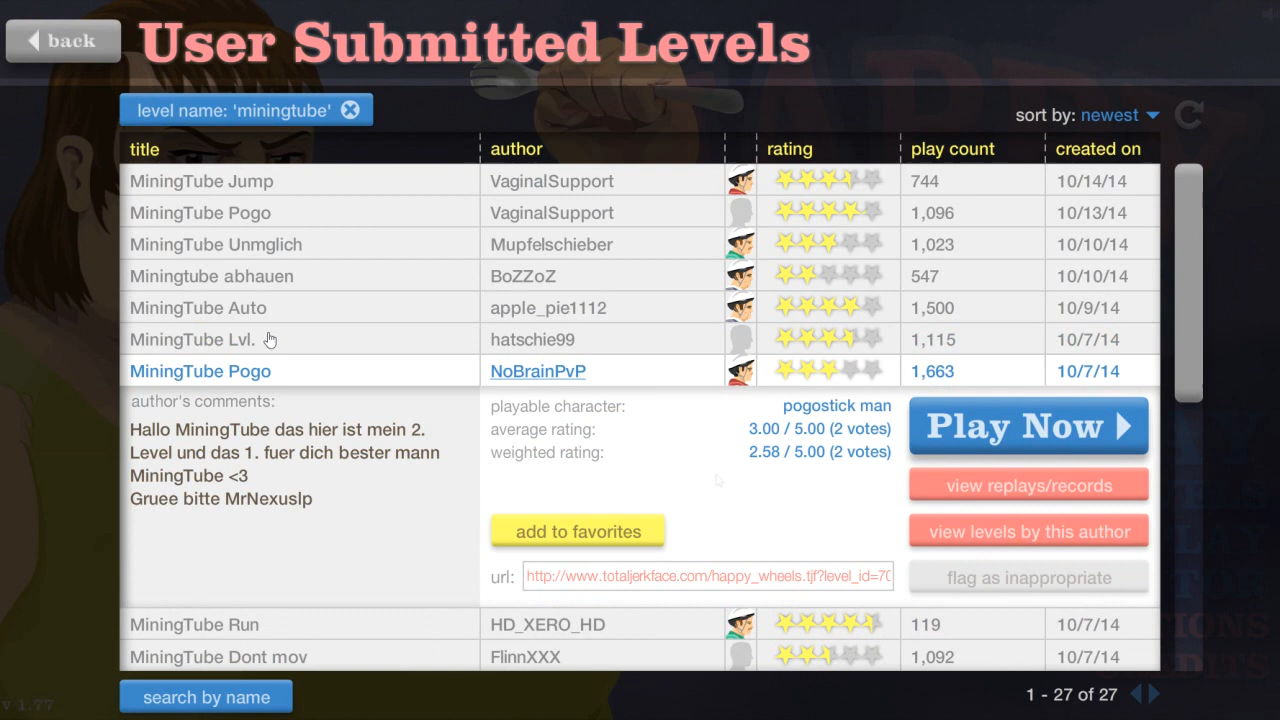 back
User Submitted Levels
level name: 'miningtube'
sort by: newest
title author rating play count created on
MiningTube Jump VaginalSupport 744 10/14/14
MiningTube Pogo VaginalSupport 1,096 10/13/14
MiningTube Unmglich Mupfelschieber 1,023 10/10/14
Miningtube abhauen BoZZoZ 547 10/10/14
MiningTube Auto apple_pie1112 1,500 10/9/14
MiningTube Lvl. hatschie99 1,115 10/7/14
MiningTube Pogo NoBrainPvP 1,663 10/7/14
author's comments:
Hallo MiningTube das hier ist mein 2.
Level und das 1. fuer dich bester mann
MiningTube <3
Gruee bitte MrNexuslp
playable character: pogostick man
average rating: 3.00 / 5.00 (2 votes)
weighted rating: 2.58 / 5.00 (2 votes)
add to favorites
url: http://www.totaljerkface.com/happy_wheels.tjf?level_id=70
Play Now
view replays/records
view levels by this author
flag as inappropriate
MiningTube Run HD_XERO_HD 119 10/7/14
MiningTube Dont mov FlinnXXX 1,092 10/7/14
search by name
1 - 27 of 27
v 1.77